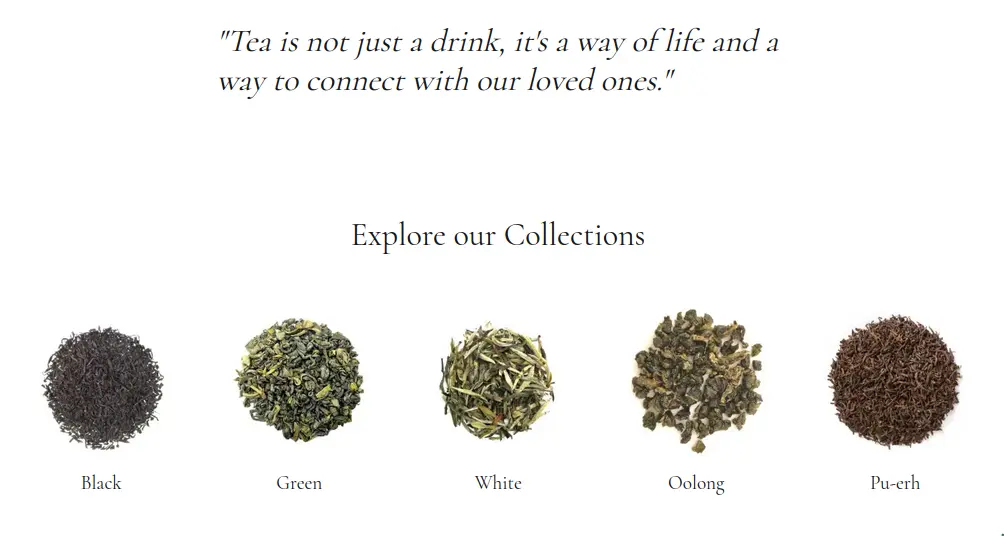 "Tea is not just a drink, it's a way of life and a
way to connect with our loved ones."
Explore our Collections
Black
Green
White
Oolong
Pu-erh